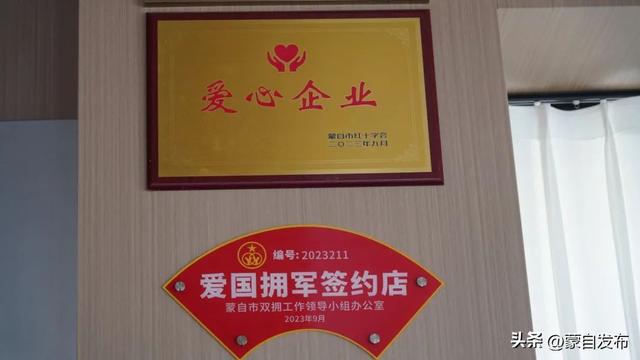 爱心企业
蒙自市红十字会
二〇二三年九月
编号:2023211
爱国拥军签约店
蒙自市双拥工作领导小组办公室
2023年9月
头条 @蒙自发布